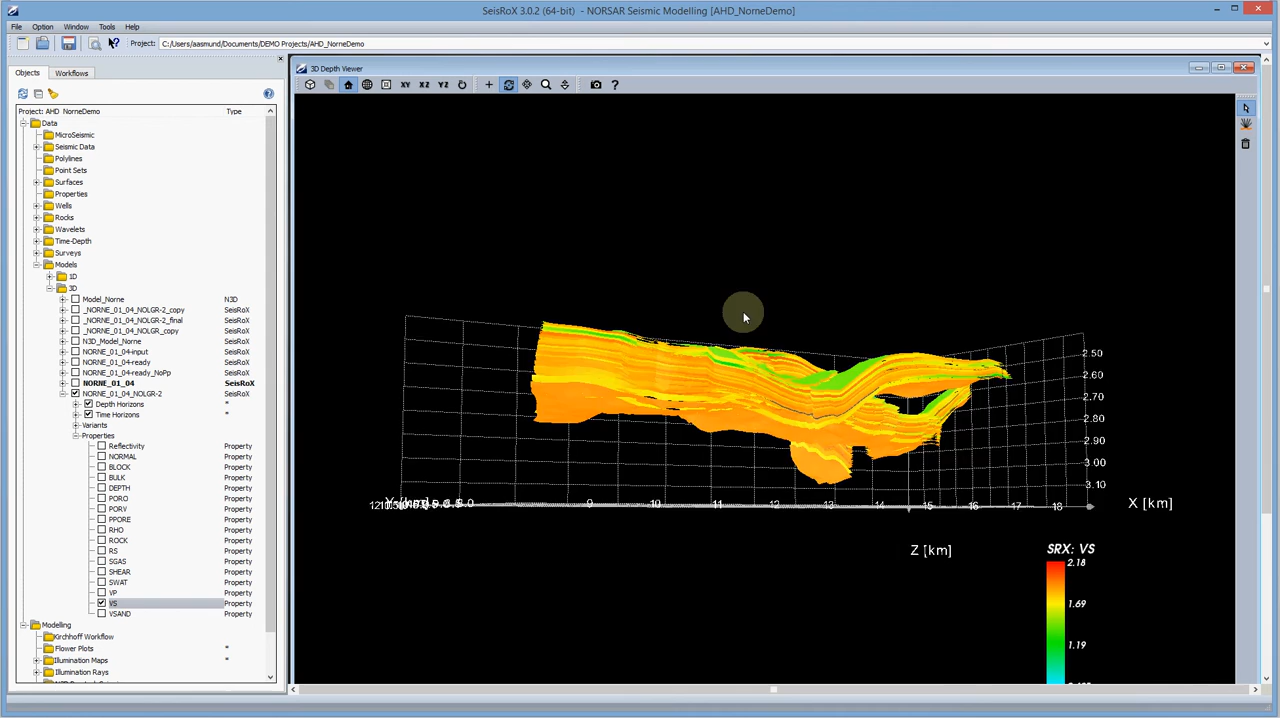 SeisRoX 3.0.2 (64-bit) - NORSAR Seismic Modelling [AHD_NorneDemo]
File Option Window Tools Help
Project: C:/Users/aasmund/Documents/DEMO Projects/AHD_NorneDemo
Objects Workflows
3D Depth Viewer
XY XZ YZ
Project: AHD NorneDemo Type
Data
MicroSeismic
Seismic Data
Polylines
Point Sets
Surfaces
Properties
Wells
Rocks
Wavelets
Time-Depth
Surveys
Models
1D
3D
Model_Norne N3D
_NORNE_01_04_NOLGR-2_copy SeisRoX
_NORNE_01_04_NOLGR-2_final SeisRoX
_NORNE_01_04_NOLGR_copy SeisRoX
N3D_Model_Norne SeisRoX
NORNE_01_04-input SeisRoX
NORNE_01_04-ready SeisRoX
NORNE_01_04-ready_NoPp SeisRoX
NORNE_01_04 SeisRoX
NORNE_01_04_NOLGR-2 SeisRoX
Depth Horizons *
Time Horizons *
Variants
Properties
Reflectivity Property
NORMAL Property
BLOCK Property
BULK Property
DEPTH Property
PORO Property
PORV Property
PPORE Property
RHO Property
ROCK Property
RS Property
SGAS Property
SHEAR Property
SWAT Property
VP Property
VS Property
VSAND Property
Modelling
Kirchhoff Workflow
Flower Plots *
Illumination Maps *
Illumination Rays
2.50
2.60
2.70
2.80
2.90
3.00
3.10
9 10 11 12 13 14 15 16 17 18
X [km]
Z [km]
SRX: VS
2.18
1.69
1.19